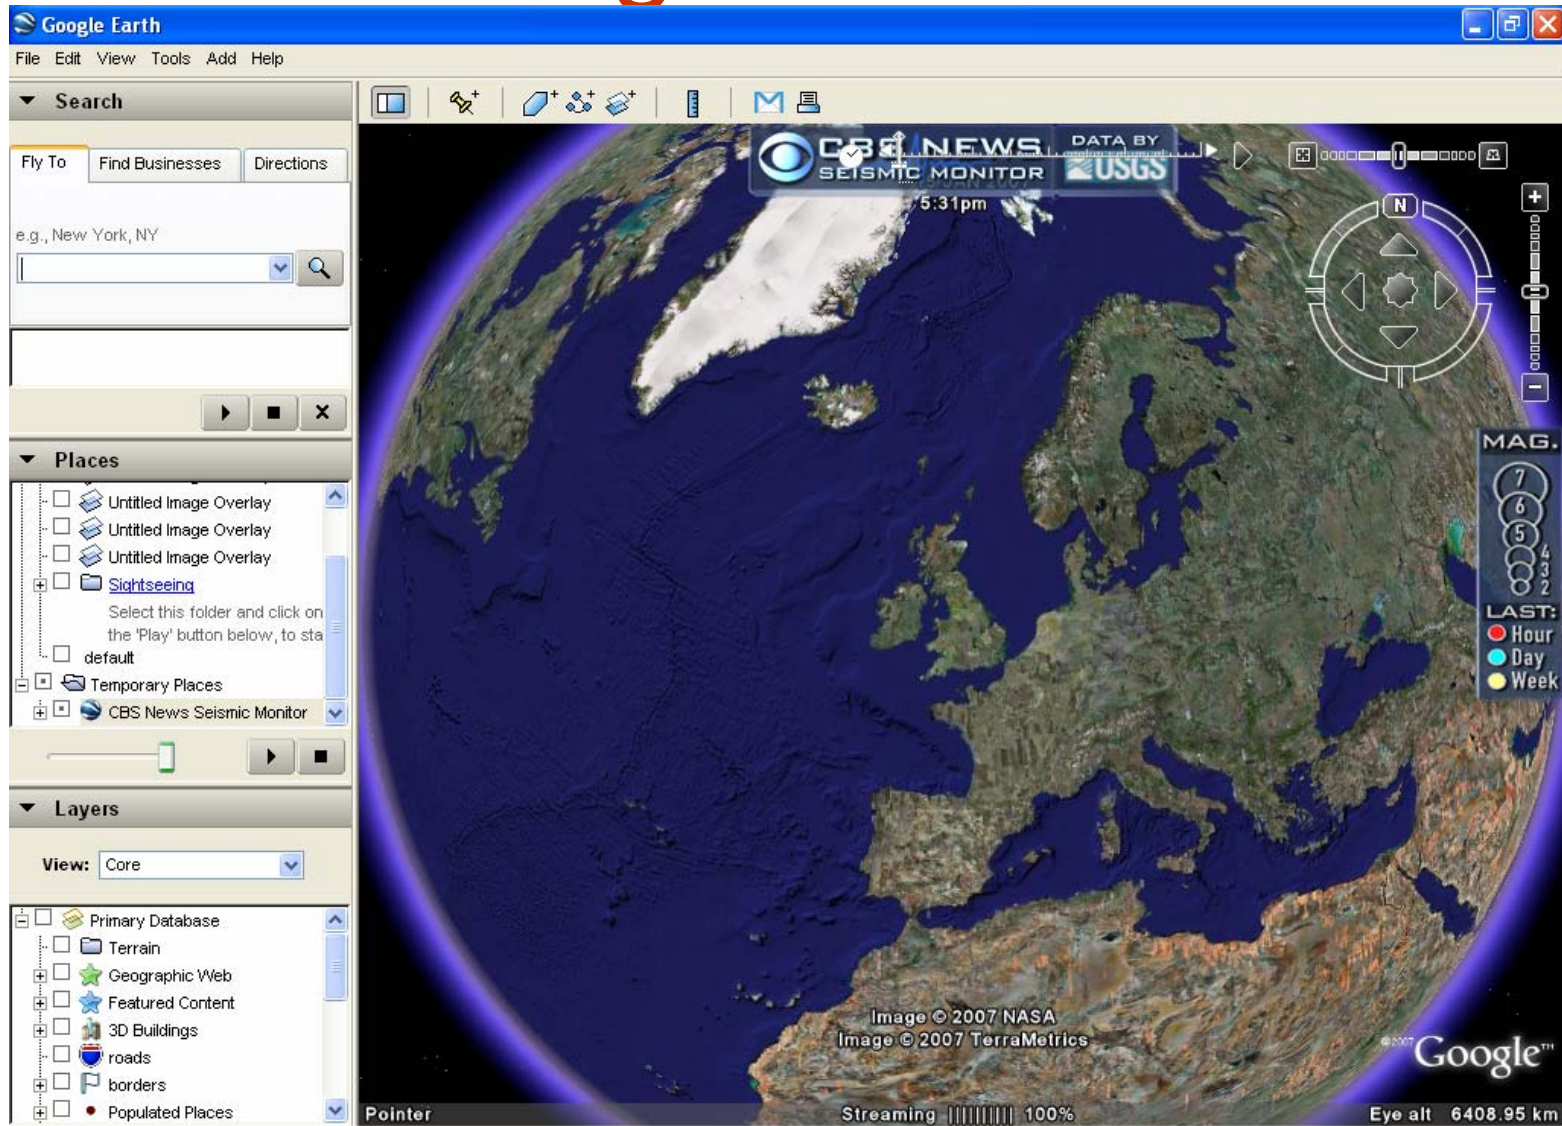 Google Earth
File Edit View Tools Add Help
Search
Fly To Find Businesses Directions
e.g., New York, NY
Places
Untitled Image Overlay
Untitled Image Overlay
Untitled Image Overlay
Sightseeing
Select this folder and click on
the 'Play' button below, to sta
default
Temporary Places
CBS News Seismic Monitor
Layers
View: Core
Primary Database
Terrain
Geographic Web
Featured Content
3D Buildings
roads
borders
Populated Places
CBS NEWS
SEISMIC MONITOR
DATA BY
USGS
2007
5:31pm
N
MAG.
7
6
5
4
3
2
LAST:
Hour
Day
Week
Image © 2007 NASA
Image © 2007 TerraMetrics
©2007 Google™
Pointer Streaming |||||||||| 100% Eye alt 6408.95 km